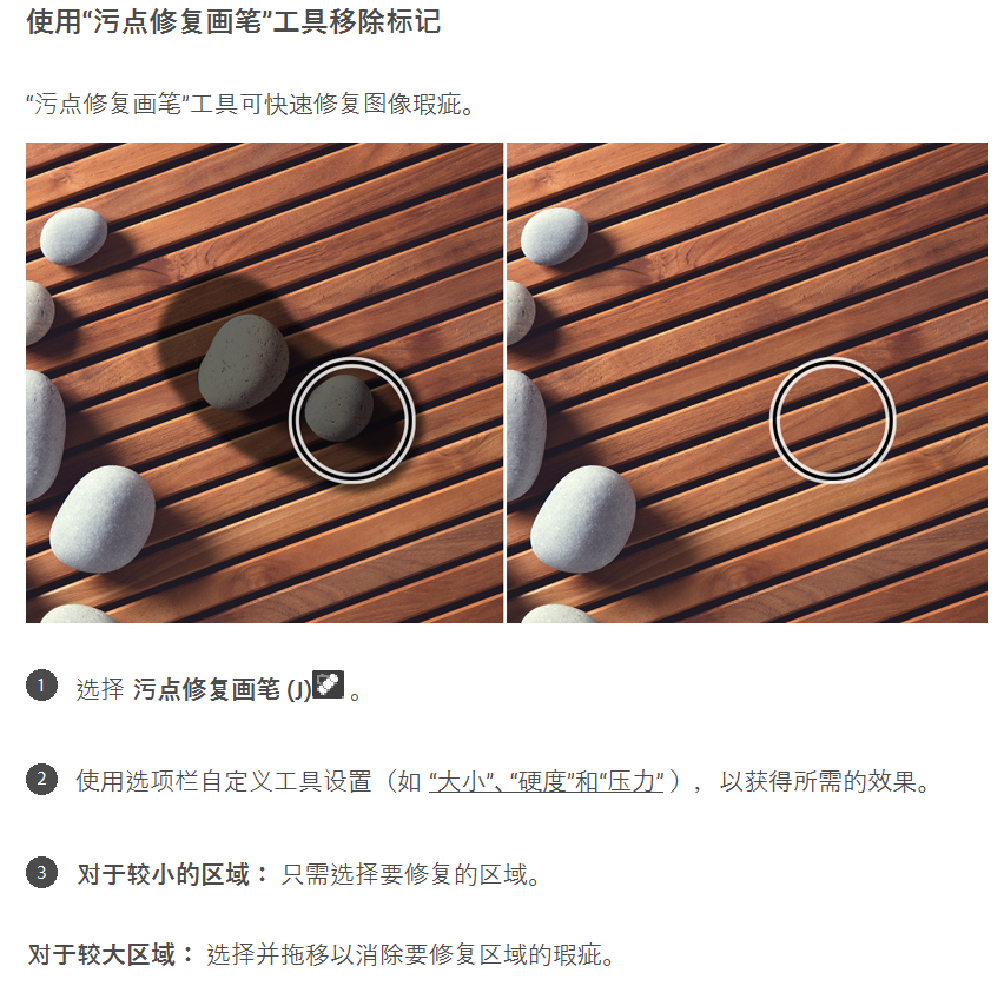 使用“污点修复画笔”工具移除标记
“污点修复画笔”工具可快速修复图像瑕疵。
1 选择 污点修复画笔 (J) 。
2 使用选项栏自定义工具设置（如 “大小”、“硬度”和“压力” ），以获得所需的效果。
3 对于较小的区域： 只需选择要修复的区域。
对于较大区域： 选择并拖移以消除要修复区域的瑕疵。